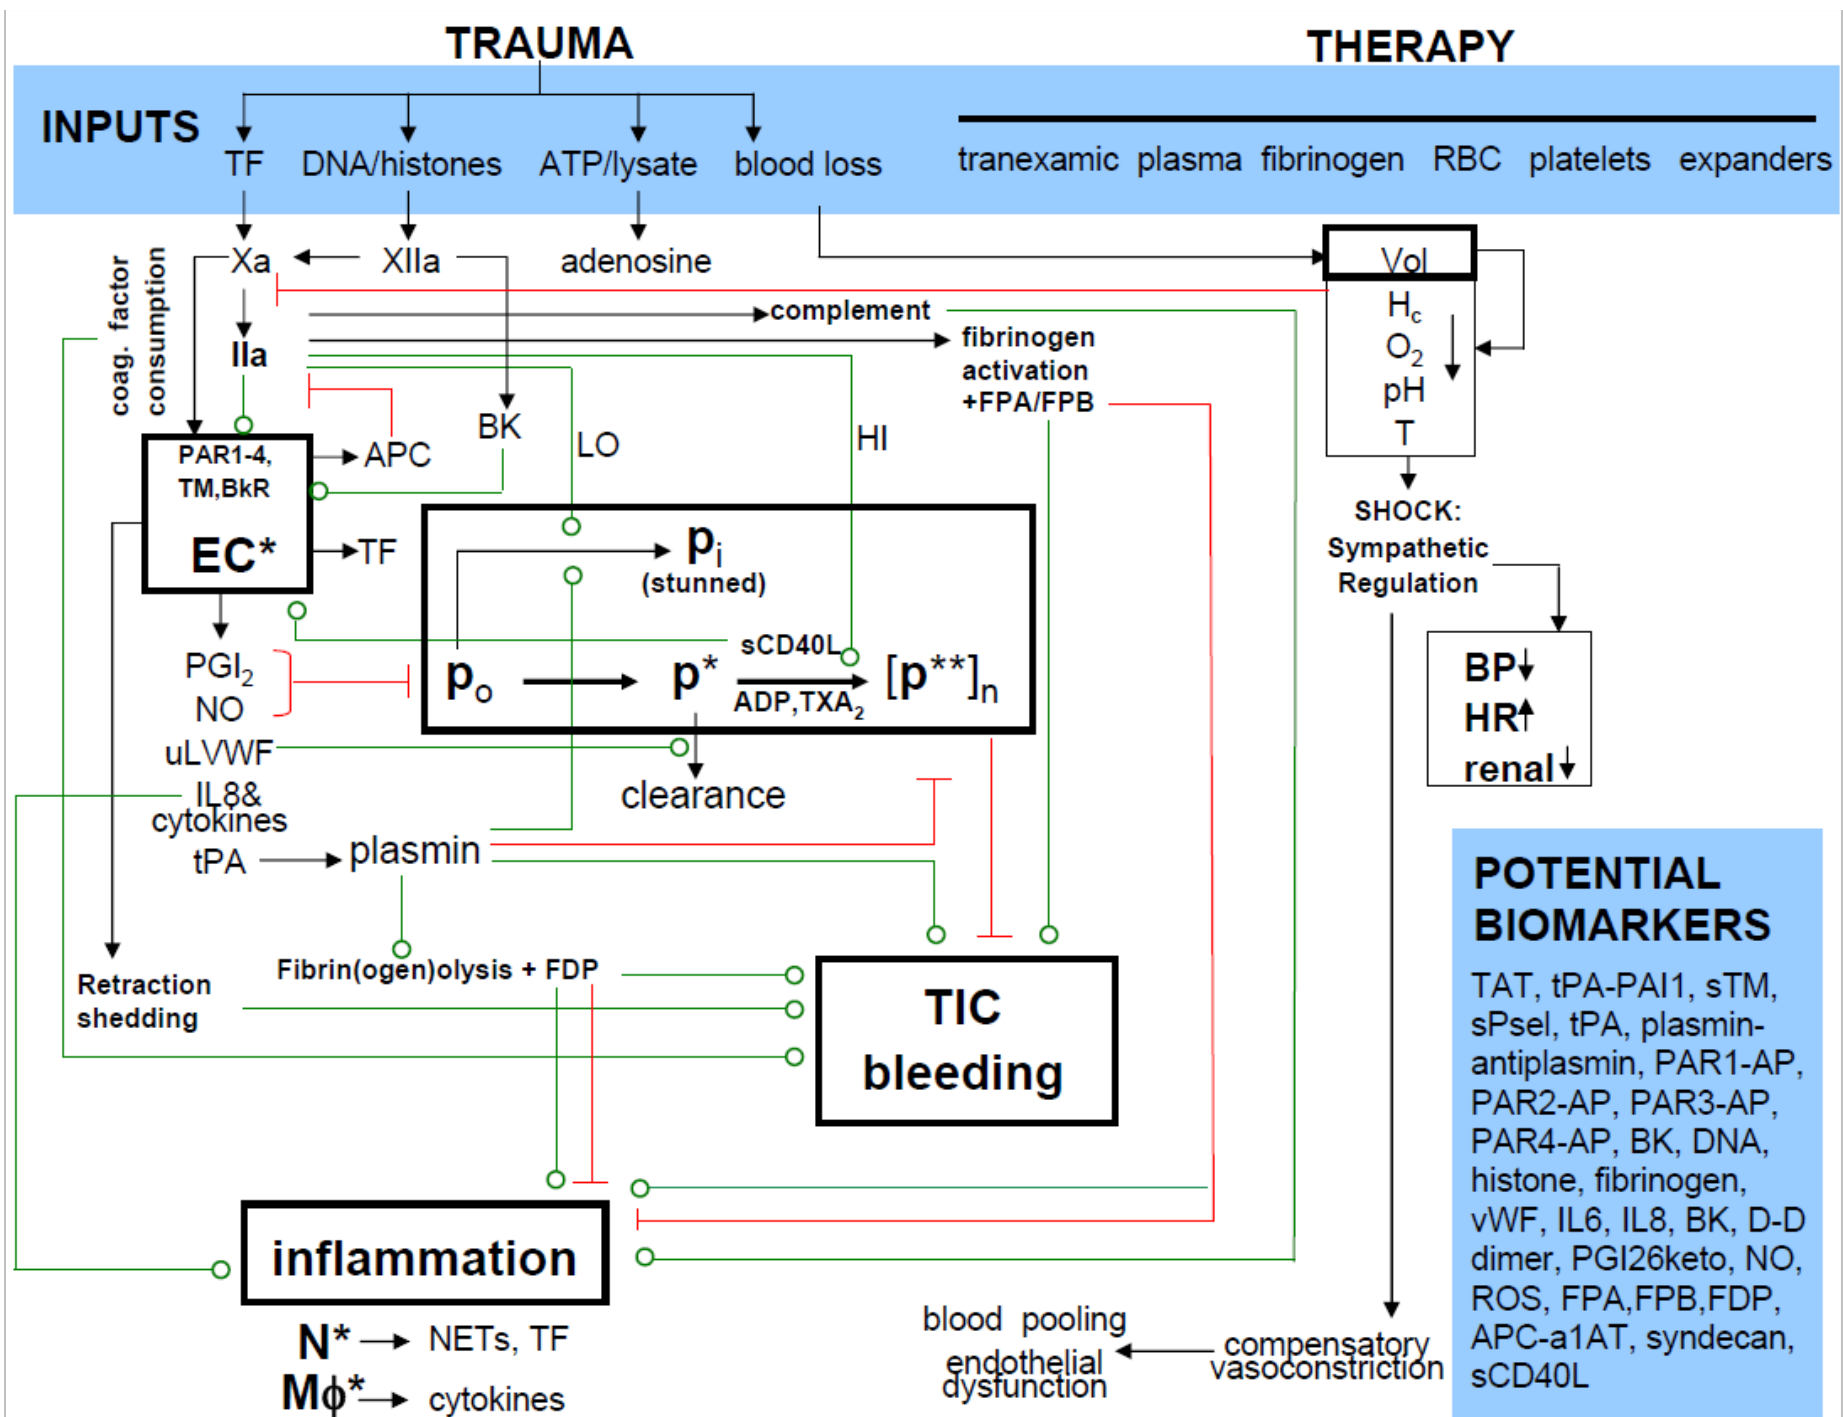 TRAUMA
THERAPY
INPUTS
TF DNA/histones ATP/lysate blood loss
tranexamic plasma fibrinogen RBC platelets expanders
Xa
XIIa
adenosine
coag. factor
consumption
IIa
complement
fibrinogen
activation
+FPA/FPB
Vol
Hc
O2
pH
T
BK
LO
HI
PAR1-4,
TM,BkR
EC*
APC
TF
SHOCK:
Sympathetic
Regulation
pi
(stunned)
sCD40L
po
p*
[p**]n
ADP,TXA2
PGI2
NO
uLVWF
IL8&
cytokines
tPA
plasmin
clearance
BP
HR
renal
Retraction
shedding
Fibrin(ogen)olysis + FDP
TIC
bleeding
inflammation
N*
NETs, TF
Mϕ*
cytokines
blood pooling
endothelial
dysfunction
compensatory
vasoconstriction
POTENTIAL
BIOMARKERS
TAT, tPA-PAI1, sTM,
sPsel, tPA, plasmin-
antiplasmin, PAR1-AP,
PAR2-AP, PAR3-AP,
PAR4-AP, BK, DNA,
histone, fibrinogen,
vWF, IL6, IL8, BK, D-D
dimer, PGI26keto, NO,
ROS, FPA,FPB,FDP,
APC-a1AT, syndecan,
sCD40L